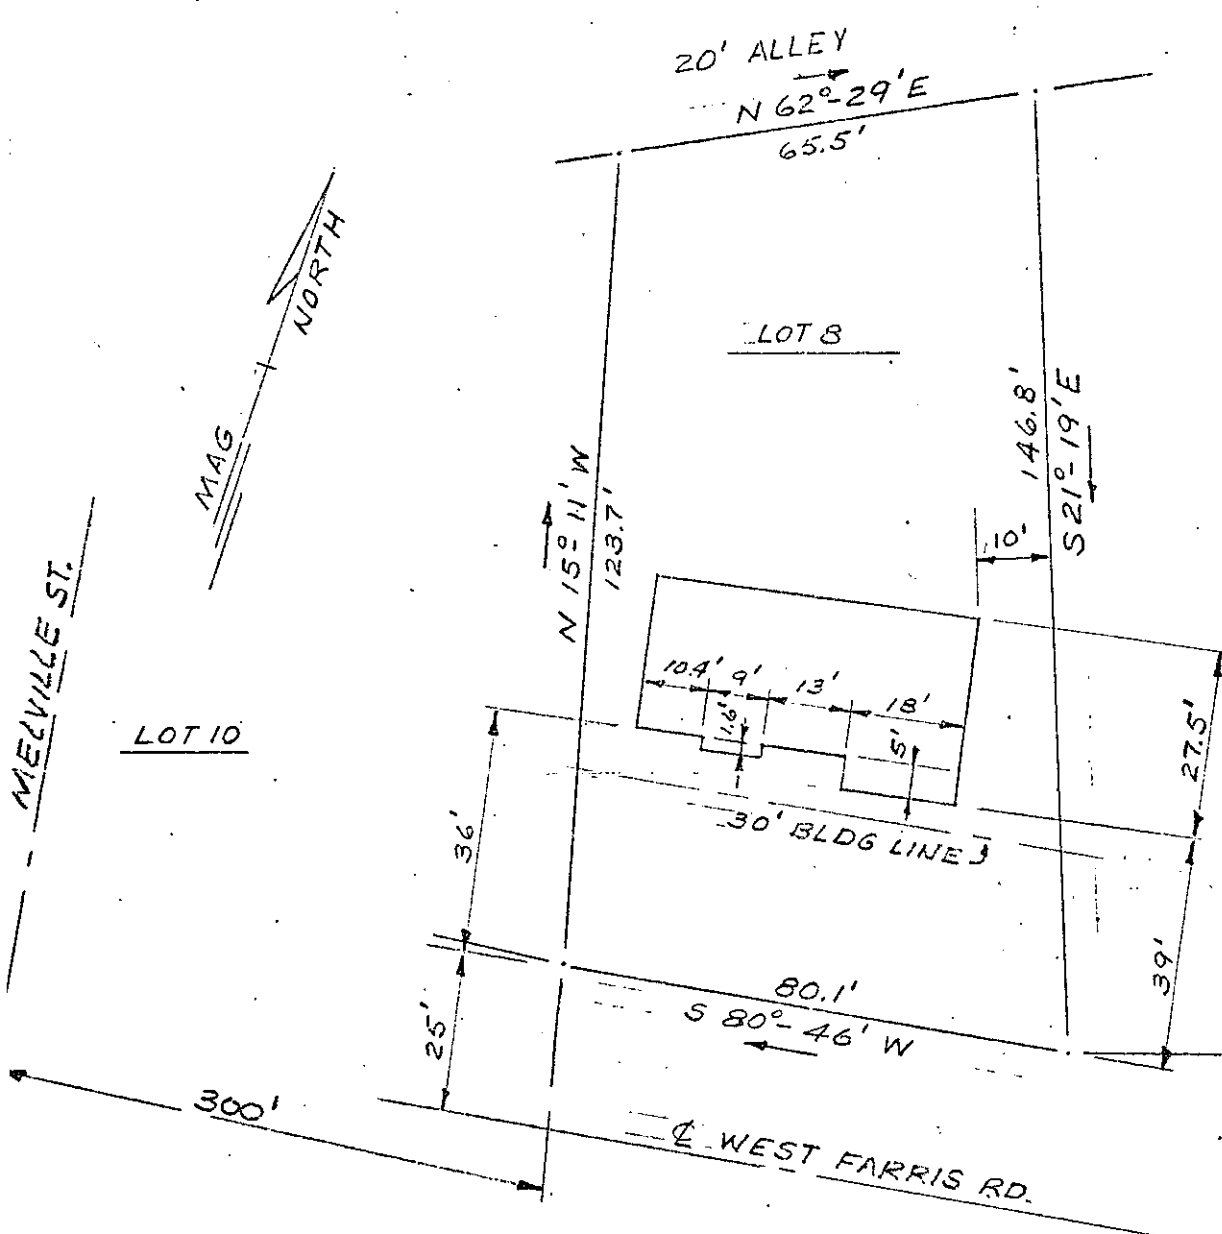 20' ALLEY
N 62°-29'E
65.5'
MAG NORTH
LOT 8
N 15°-11' W
123.7'
146.8'
S 21°-19'E
10'
MELVILLE ST.
LOT 10
10.4' 9' 13' 18'
1.6'
5'
27.5'
30' BLDG LINE
36'
39'
80.1'
S 80°-46' W
25'
300'
℄ WEST FARRIS RD.